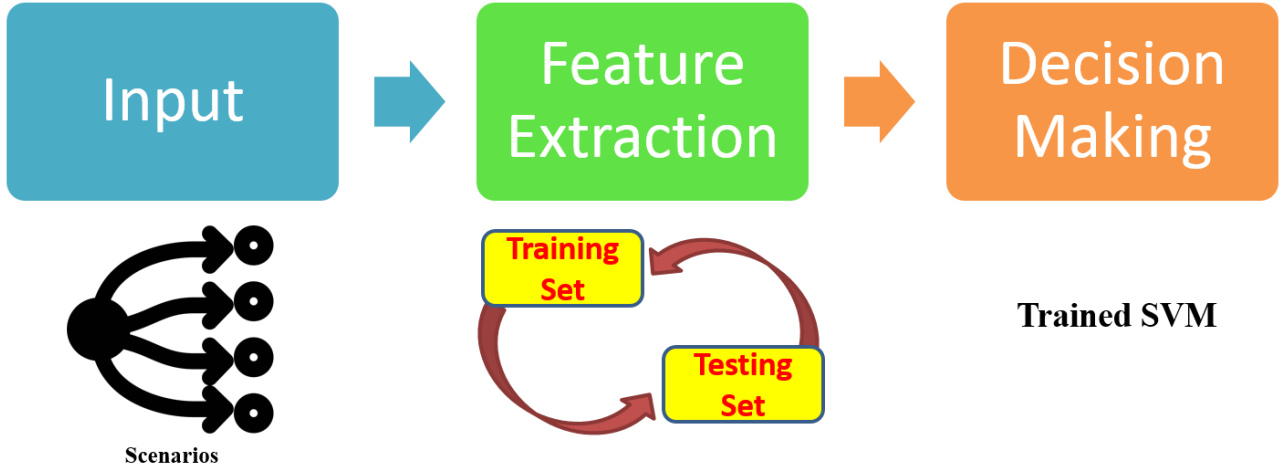 Input
Feature
Extraction
Decision
Making
Training
Set
Testing
Set
Trained SVM
Scenarios